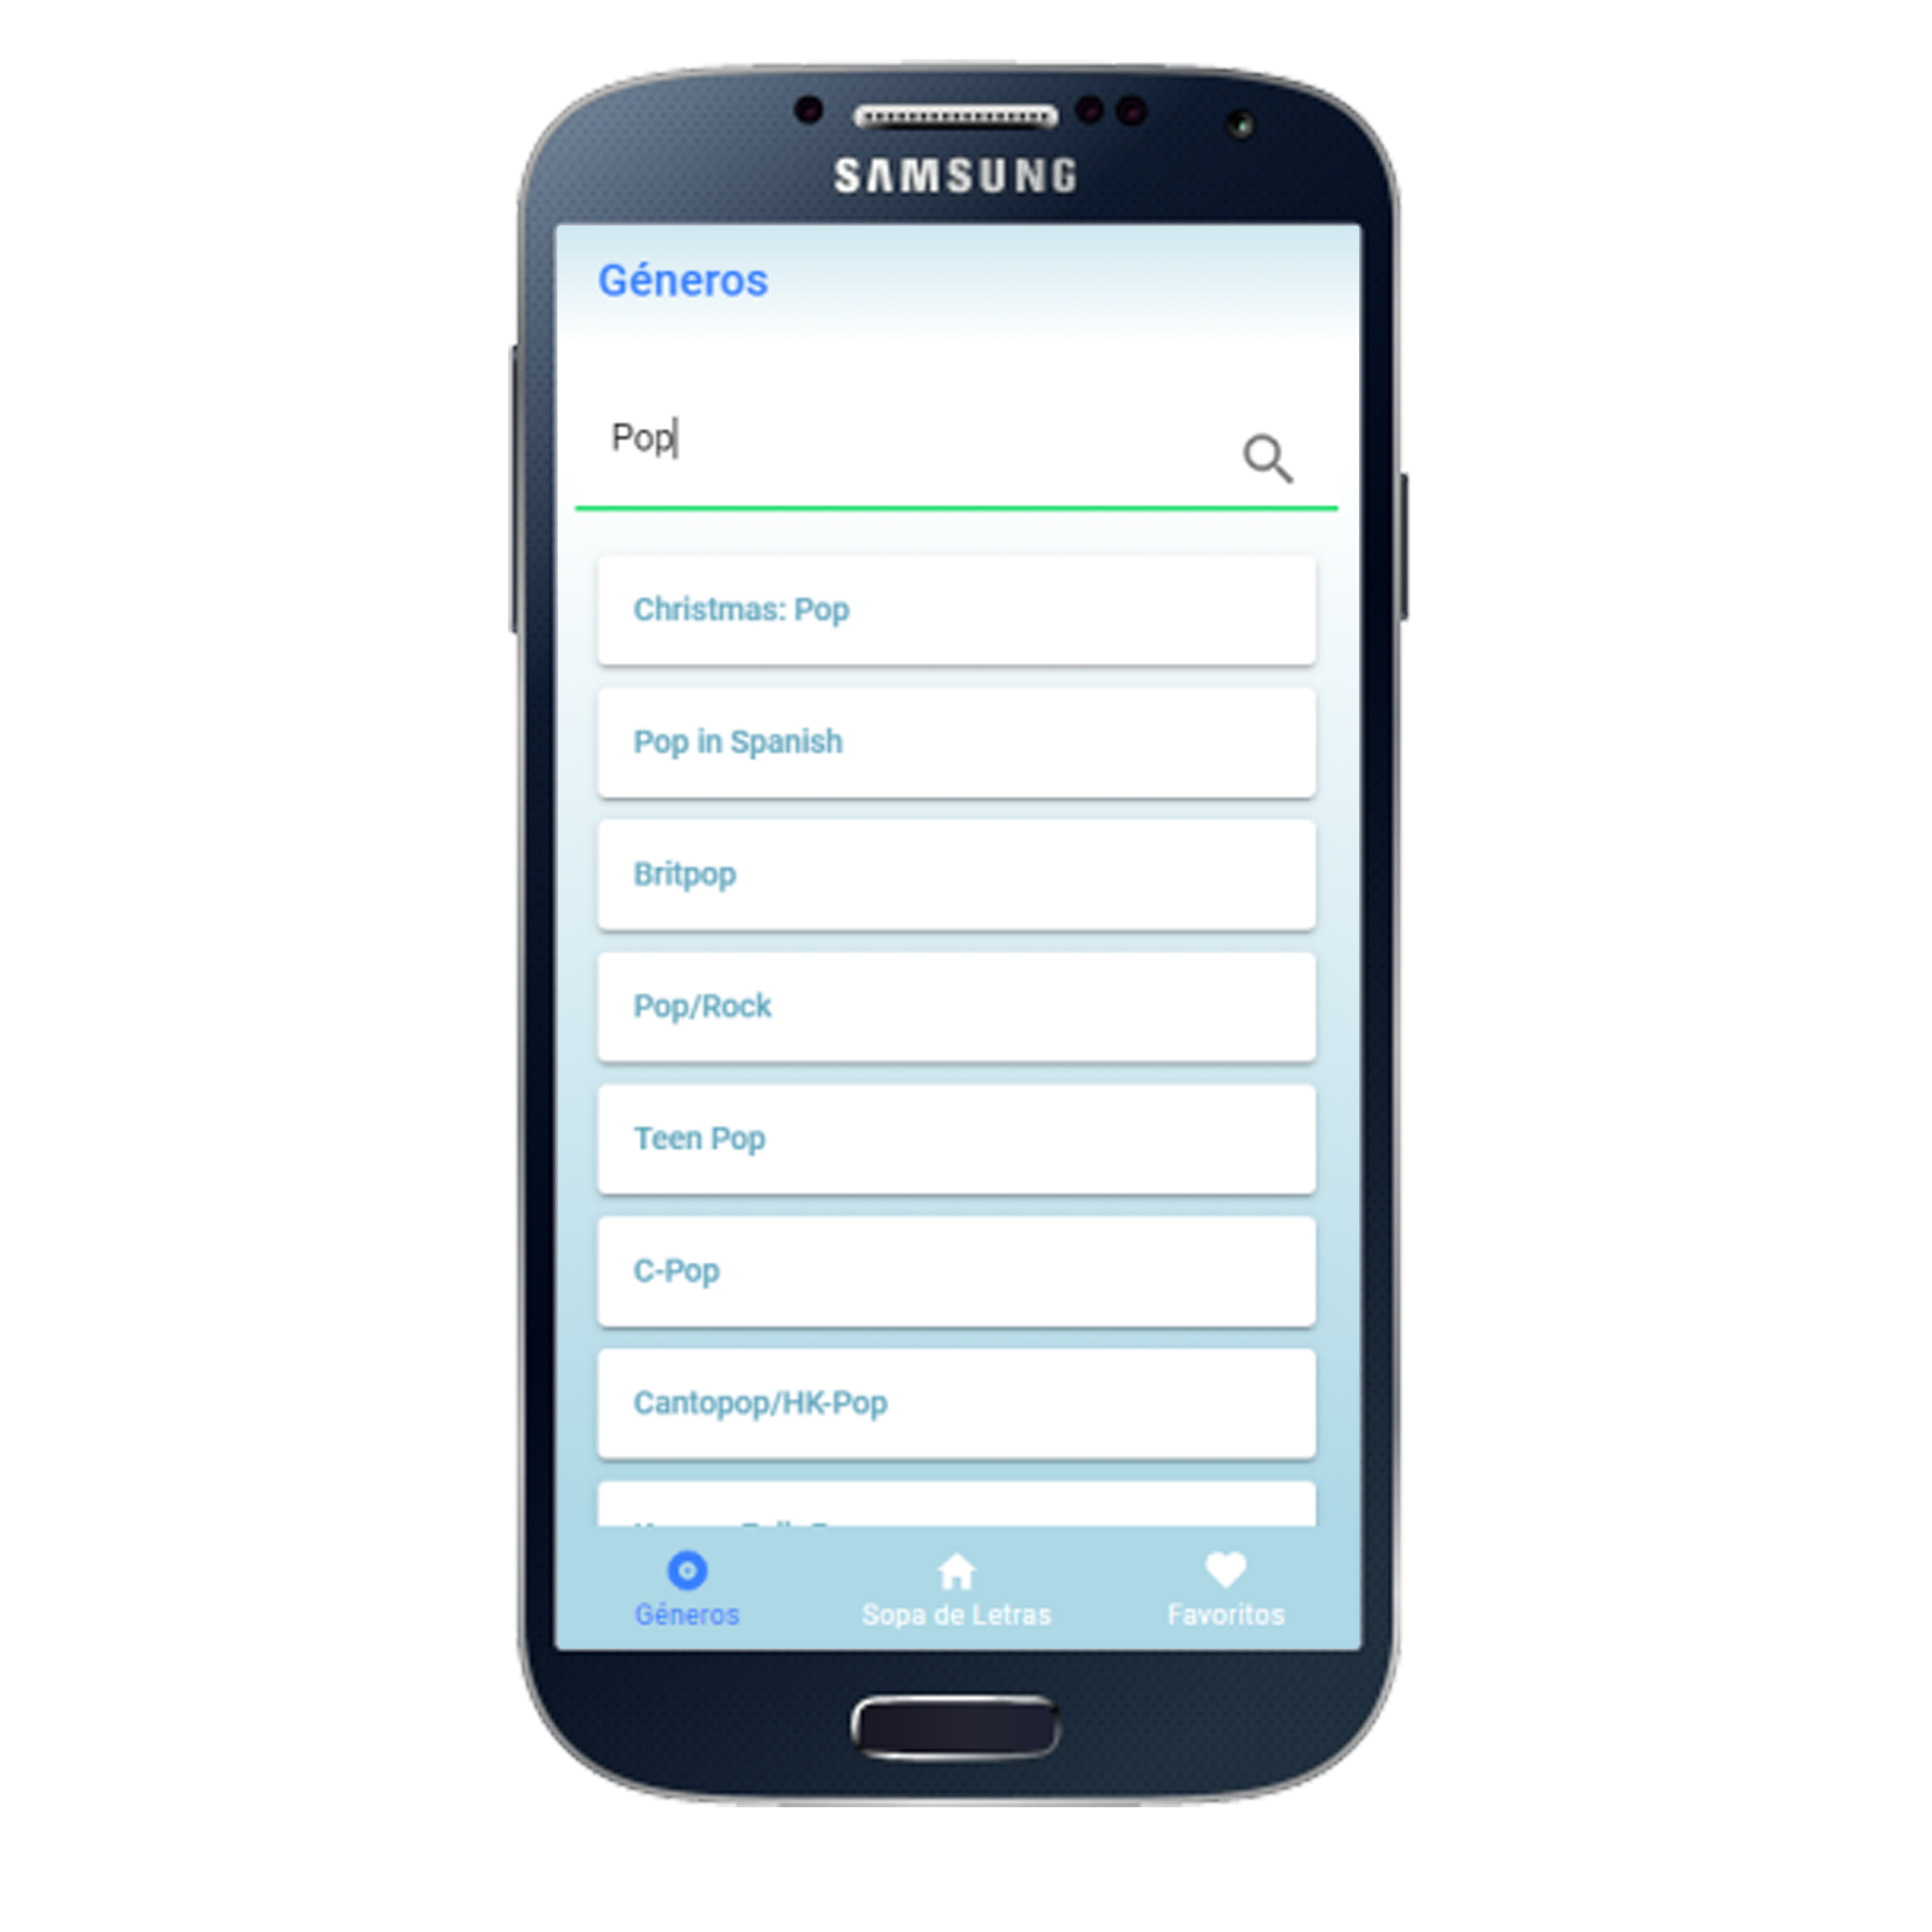 SAMSUNG
Géneros
Pop
Christmas: Pop
Pop in Spanish
Britpop
Pop/Rock
Teen Pop
C-Pop
Cantopop/HK-Pop
Géneros
Sopa de Letras
Favoritos